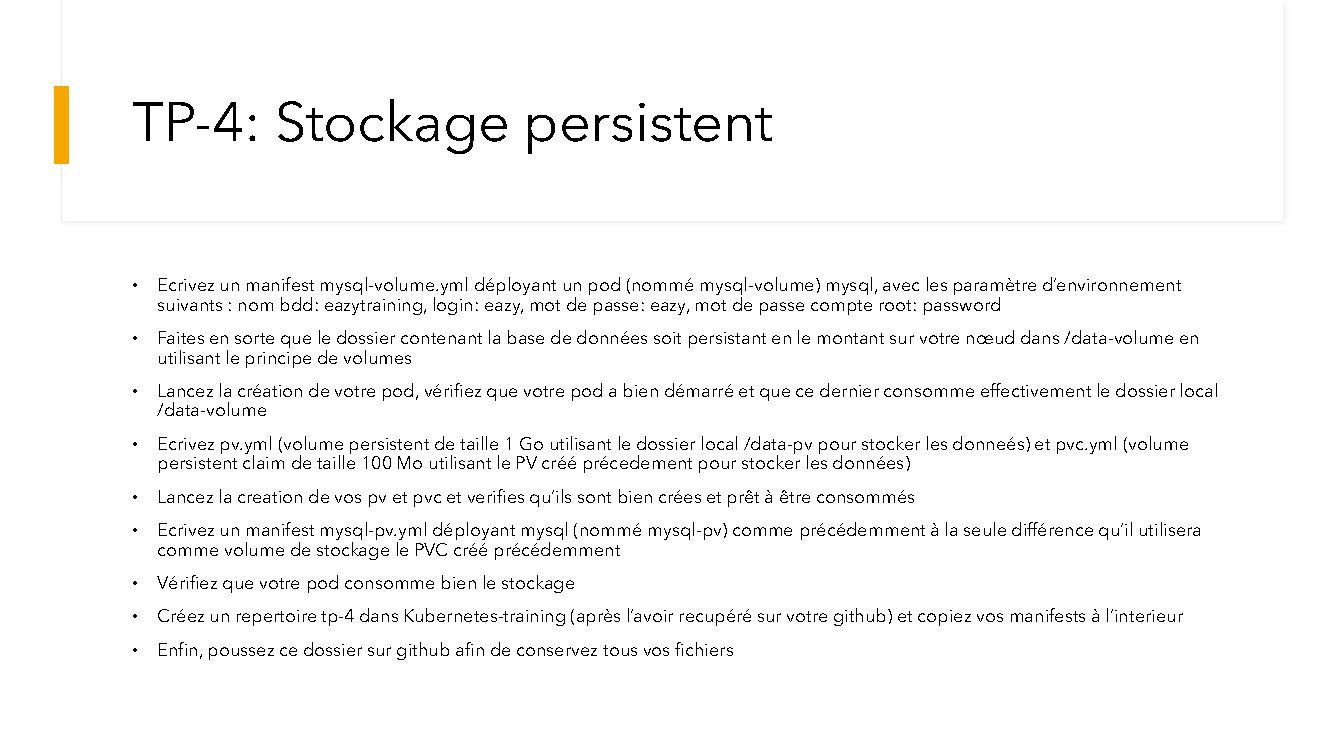 TP-4: Stockage persistent
• Ecrivez un manifest mysql-volume.yml déployant un pod (nommé mysql-volume) mysql, avec les paramètre d’environnement
suivants : nom bdd: eazytraining, login: eazy, mot de passe: eazy, mot de passe compte root: password
• Faites en sorte que le dossier contenant la base de données soit persistant en le montant sur votre nœud dans /data-volume en
utilisant le principe de volumes
• Lancez la création de votre pod, vérifiez que votre pod a bien démarré et que ce dernier consomme effectivement le dossier local
/data-volume
• Ecrivez pv.yml (volume persistent de taille 1 Go utilisant le dossier local /data-pv pour stocker les donneés) et pvc.yml (volume
persistent claim de taille 100 Mo utilisant le PV créé précedement pour stocker les données)
• Lancez la creation de vos pv et pvc et verifies qu’ils sont bien crées et prêt à être consommés
• Ecrivez un manifest mysql-pv.yml déployant mysql (nommé mysql-pv) comme précédemment à la seule différence qu’il utilisera
comme volume de stockage le PVC créé précédemment
• Vérifiez que votre pod consomme bien le stockage
• Créez un repertoire tp-4 dans Kubernetes-training (après l’avoir recupéré sur votre github) et copiez vos manifests à l’interieur
• Enfin, poussez ce dossier sur github afin de conservez tous vos fichiers